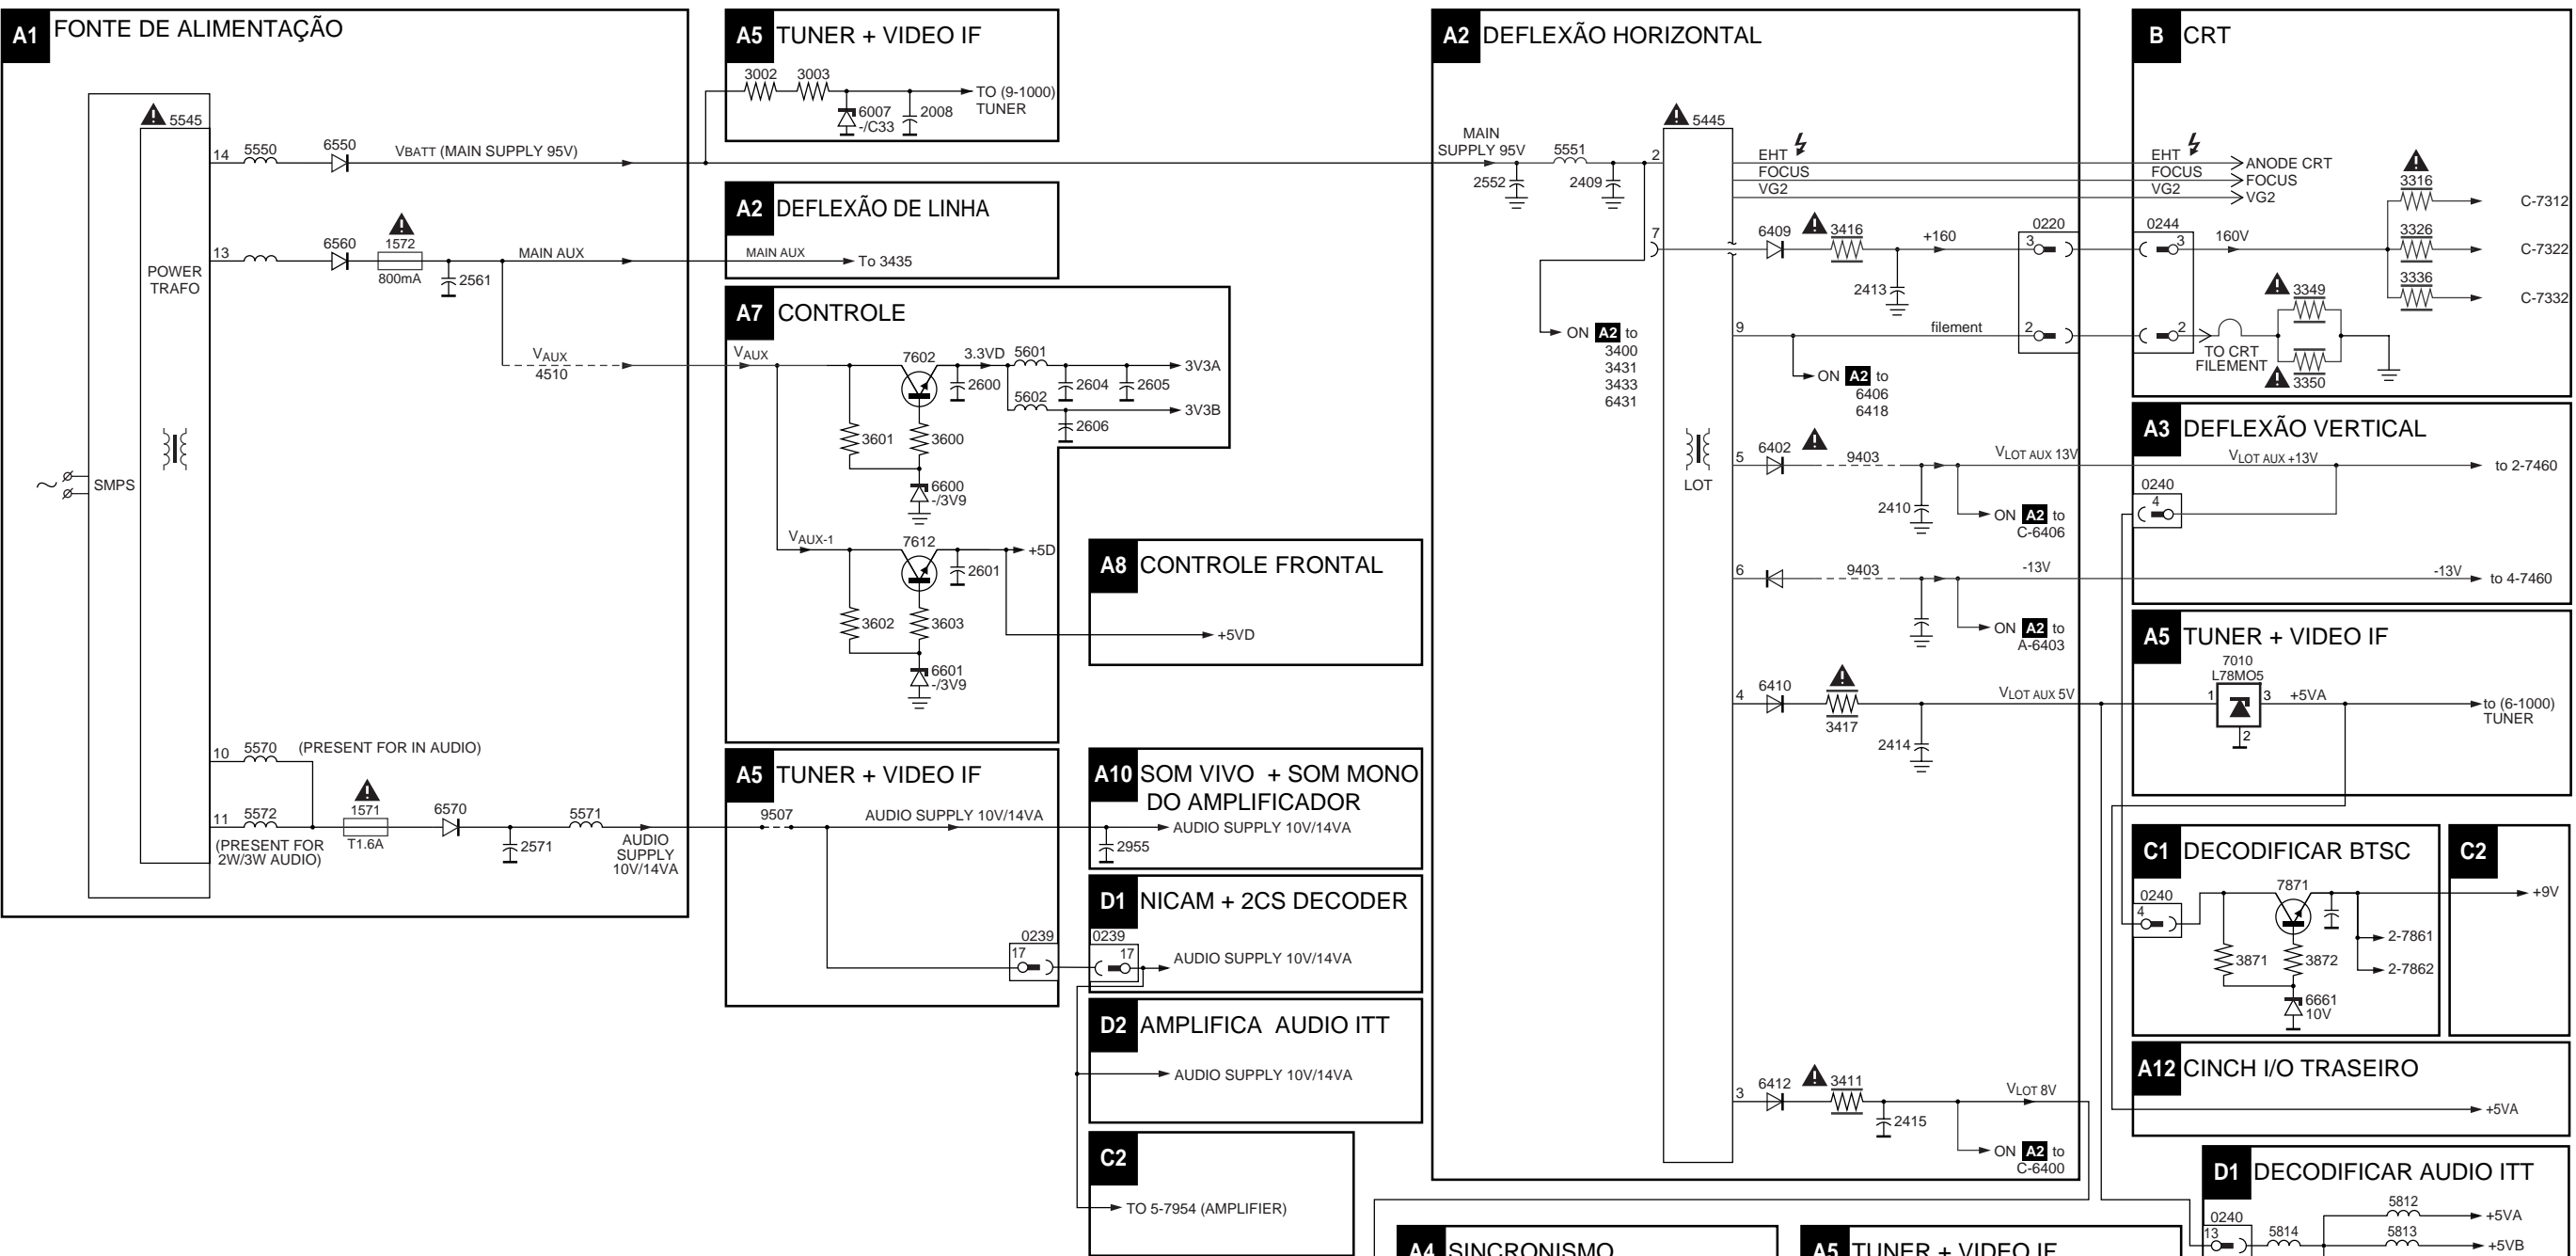 A1 FONTE DE ALIMENTAÇÃO
5545
14
5550
6550
VBATT (MAIN SUPPLY 95V)
13
6560
1572
800mA
2561
MAIN AUX
POWER
TRAFO
VAUX
4510
SMPS
10
5570
(PRESENT FOR IN AUDIO)
11
5572
(PRESENT FOR
2W/3W AUDIO)
1571
T1.6A
6570
2571
5571
AUDIO
SUPPLY
10V/14VA
A5 TUNER + VIDEO IF
3002
3003
6007
-/C33
2008
TO (9-1000)
TUNER
A2 DEFLEXÃO DE LINHA
MAIN AUX
To 3435
A7 CONTROLE
VAUX
7602
3.3VD
5601
3V3A
2600
2604
2605
5602
3V3B
2606
3601
3600
6600
-/3V9
VAUX-1
7612
+5D
2601
3602
3603
6601
-/3V9
A8 CONTROLE FRONTAL
+5VD
A5 TUNER + VIDEO IF
9507
AUDIO SUPPLY 10V/14VA
0239
17
A10 SOM VIVO + SOM MONO
DO AMPLIFICADOR
AUDIO SUPPLY 10V/14VA
2955
D1 NICAM + 2CS DECODER
0239
17
AUDIO SUPPLY 10V/14VA
D2 AMPLIFICA AUDIO ITT
AUDIO SUPPLY 10V/14VA
C2
TO 5-7954 (AMPLIFIER)
A2 DEFLEXÃO HORIZONTAL
MAIN
SUPPLY 95V
5551
2552
2409
2
5445
EHT
FOCUS
VG2
7
6409
3416
+160
2413
0220
3
ON A2 to
3400
3431
3433
6431
9
filement
2
ON A2 to
6406
6418
LOT
5
6402
9403
VLOT AUX 13V
2410
ON A2 to
C-6406
6
9403
-13V
ON A2 to
A-6403
4
6410
3417
VLOT AUX 5V
2414
3
6412
3411
VLOT 8V
2415
ON A2 to
C-6400
B CRT
EHT
ANODE CRT
FOCUS
FOCUS
VG2
VG2
3316
C-7312
0244
3
160V
3326
C-7322
3336
C-7332
2
3349
TO CRT
FILEMENT
3350
A3 DEFLEXÃO VERTICAL
VLOT AUX +13V
to 2-7460
0240
4
-13V
to 4-7460
A5 TUNER + VIDEO IF
7010
L78MO5
1
3
+5VA
2
to (6-1000)
TUNER
C1 DECODIFICAR BTSC
0240
4
7871
2-7861
2-7862
3871
3872
6661
10V
C2
+9V
A12 CINCH I/O TRASEIRO
+5VA
D1 DECODIFICAR AUDIO ITT
5812
+5VA
0240
13
5814
5813
+5VB
A4 SINCRONISMO
A5 TUNER + VIDEO IF